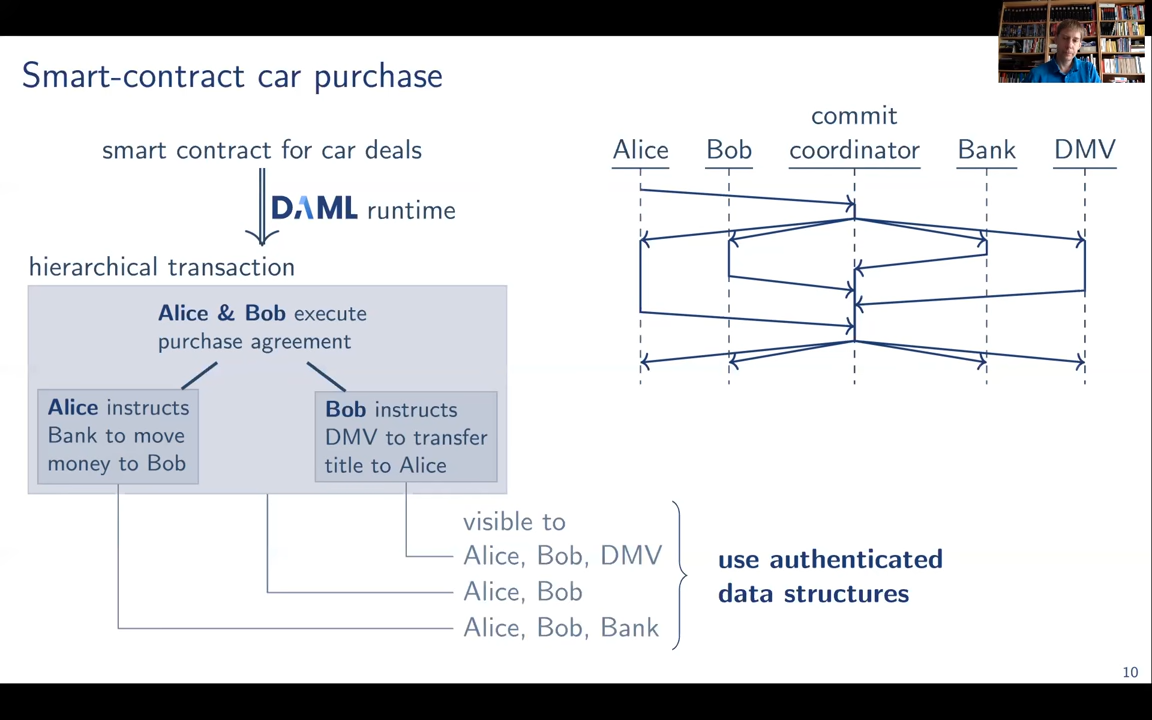 Smart-contract car purchase
smart contract for car deals
DAML runtime
hierarchical transaction
Alice & Bob execute
purchase agreement
Alice instructs
Bank to move
money to Bob
Bob instructs
DMV to transfer
title to Alice
visible to
Alice, Bob, DMV
Alice, Bob
Alice, Bob, Bank
use authenticated
data structures
Alice
Bob
commit
coordinator
Bank
DMV
10